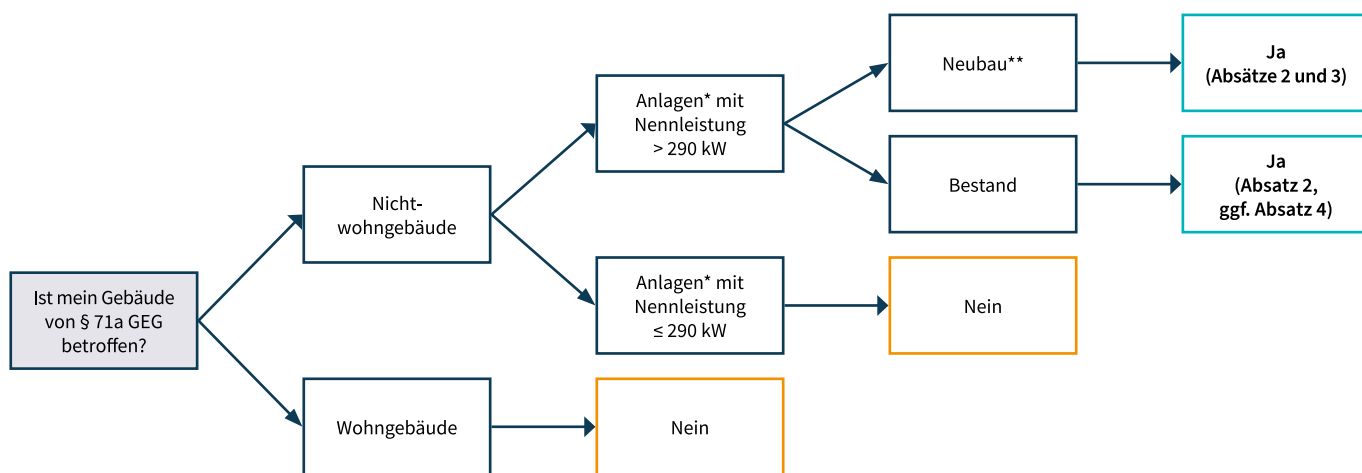 Ist mein Gebäude
von § 71a GEG
betroffen?
Nicht-
wohngebäude
Wohngebäude
Anlagen* mit
Nennleistung
> 290 kW
Anlagen* mit
Nennleistung
≤ 290 kW
Nein
Neubau**
Bestand
Nein
Ja
(Absätze 2 und 3)
Ja
(Absatz 2,
ggf. Absatz 4)